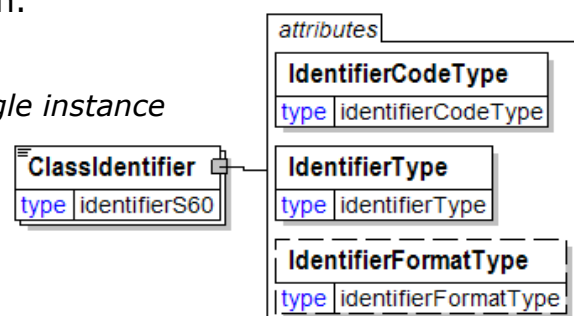 n.
gle instance
ClassIdentifier
type identifierS60
attributes
IdentifierCodeType
type identifierCodeType
IdentifierType
type identifierType
IdentifierFormatType
type identifierFormatType